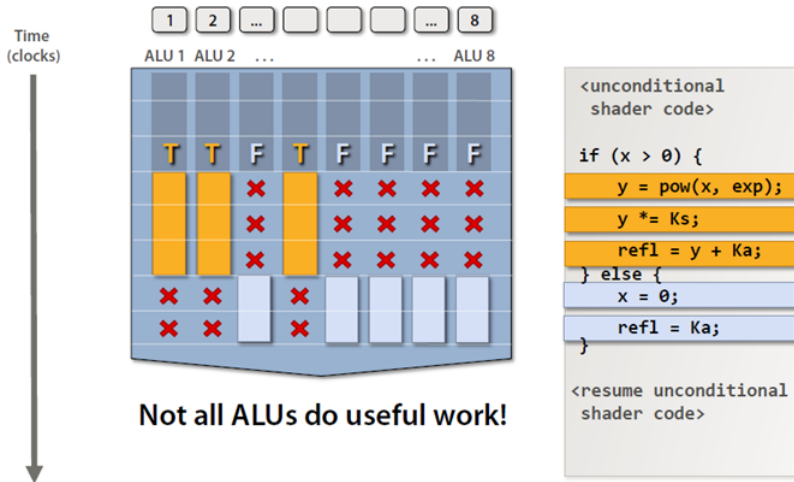 1 2 ... ... 8
Time
(clocks)
ALU 1 ALU 2 ... ... ALU 8
T T F T F F F F
Not all ALUs do useful work!
<unconditional
shader code>
if (x > 0) {
y = pow(x, exp);
y *= Ks;
refl = y + Ka;
} else {
x = 0;
refl = Ka;
}
<resume unconditional
shader code>